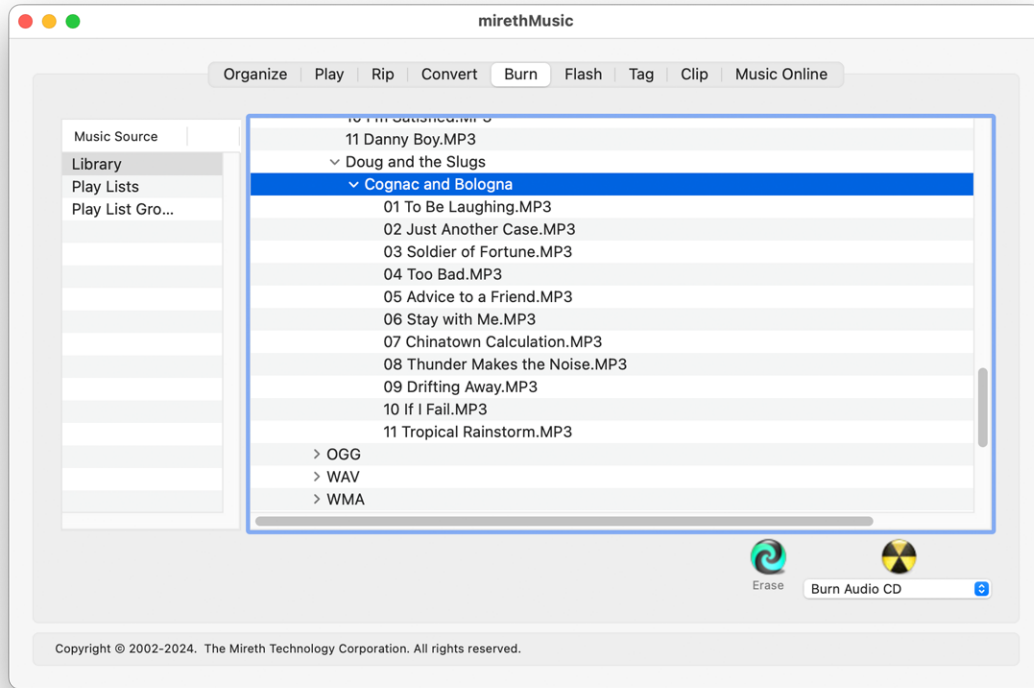 mirethMusic
Organize Play Rip Convert Burn Flash Tag Clip Music Online
Music Source
Library
Play Lists
Play List Gro...
10 I'm Satisfied.MP3
11 Danny Boy.MP3
Doug and the Slugs
Cognac and Bologna
01 To Be Laughing.MP3
02 Just Another Case.MP3
03 Soldier of Fortune.MP3
04 Too Bad.MP3
05 Advice to a Friend.MP3
06 Stay with Me.MP3
07 Chinatown Calculation.MP3
08 Thunder Makes the Noise.MP3
09 Drifting Away.MP3
10 If I Fail.MP3
11 Tropical Rainstorm.MP3
OGG
WAV
WMA
Erase
Burn Audio CD
Copyright © 2002-2024. The Mireth Technology Corporation. All rights reserved.